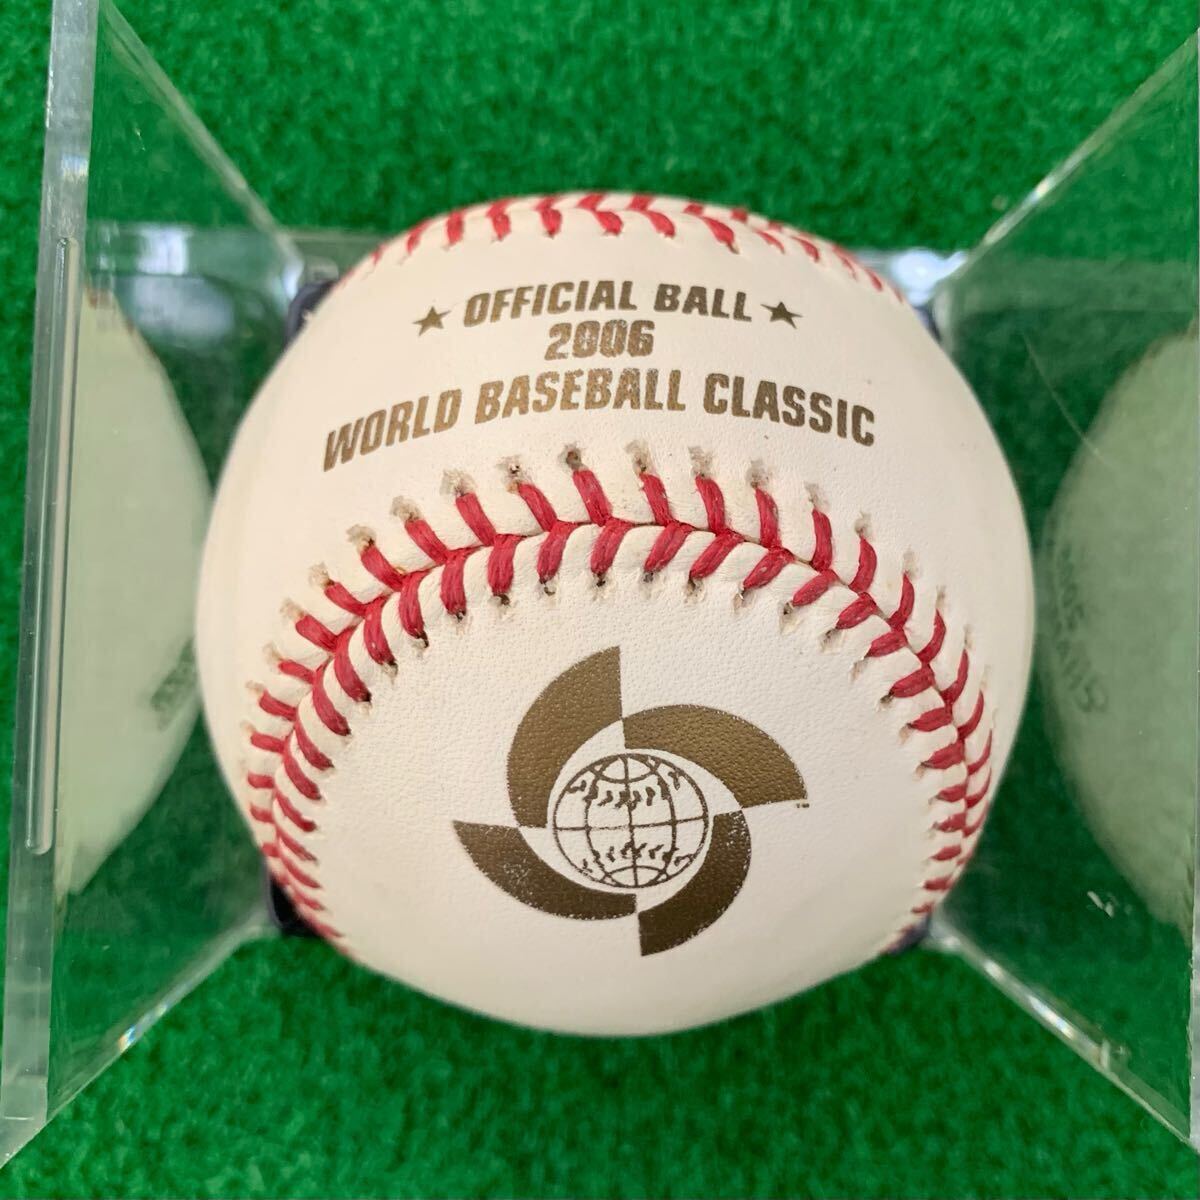 ★ OFFICIAL BALL ★
2006
WORLD BASEBALL CLASSIC